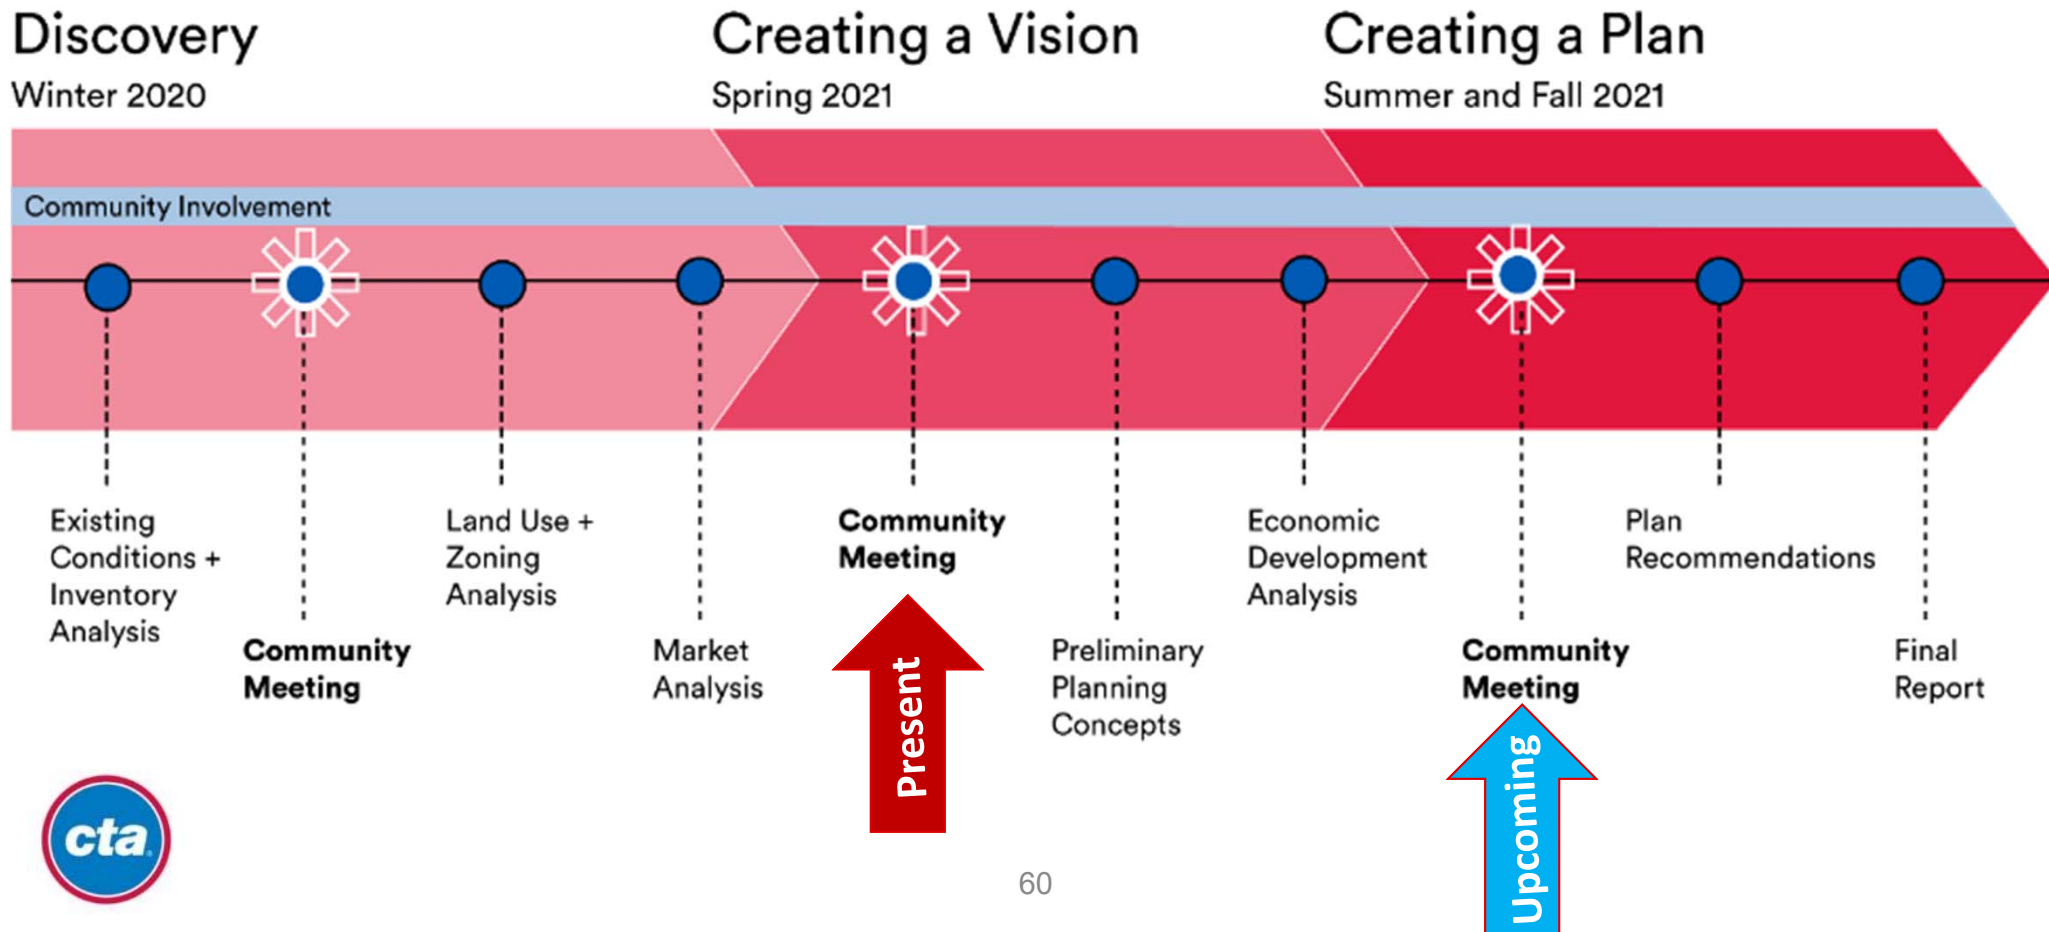 Discovery
Winter 2020
Creating a Vision
Spring 2021
Creating a Plan
Summer and Fall 2021
Community Involvement
Existing
Conditions +
Inventory
Analysis
Community
Meeting
Land Use +
Zoning
Analysis
Market
Analysis
Community
Meeting
Preliminary
Planning
Concepts
Economic
Development
Analysis
Community
Meeting
Plan
Recommendations
Final
Report
Present
Upcoming
cta
60